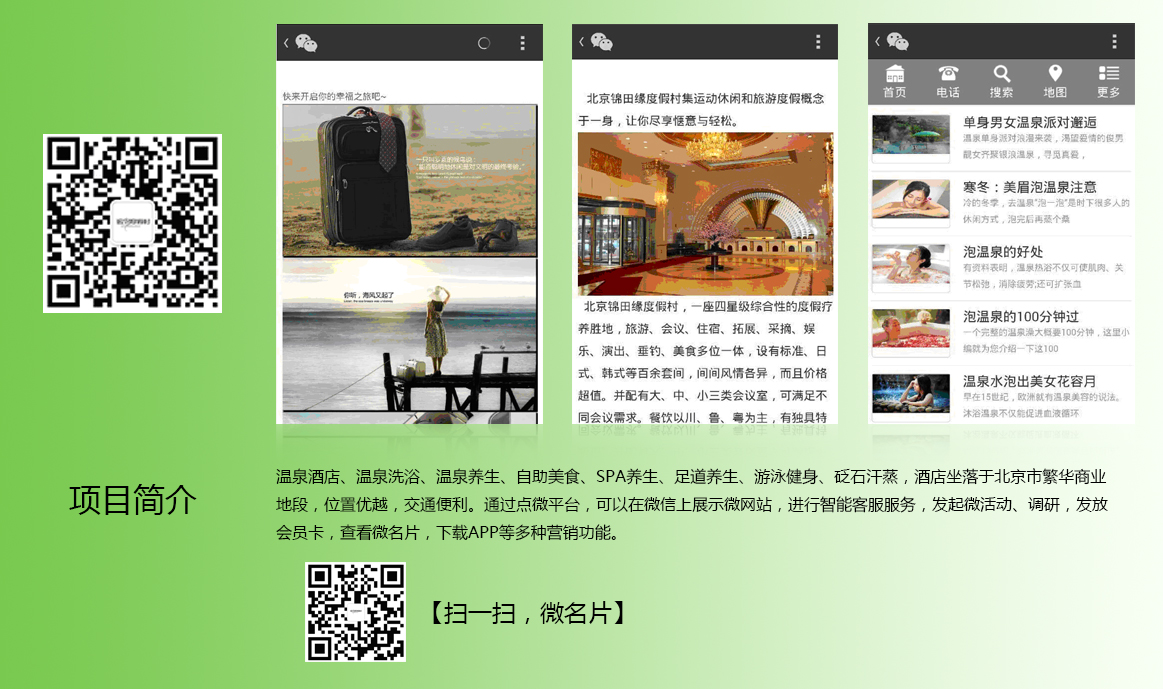 快来开启你的幸福之旅吧~
你听，海风又起了
北京锦田缘度假村集运动休闲和旅游度假概念
于一身，让你尽享惬意与轻松。
北京锦田缘度假村，一座四星级综合性的度假疗
养胜地，旅游、会议、住宿、拓展、采摘、娱
乐、演出、垂钓、美食多位一体，设有标准、日
式、韩式等百余套间，间间风情各异，而且价格
超值。并配有大、中、小三类会议室，可满足不
同会议需求。餐饮以川、鲁、粤为主，有独具特
首页 电话 搜索 地图 更多
单身男女温泉派对邂逅
温泉单身派对浪漫来袭，渴望爱情的俊男
靓女齐聚银浪温泉，寻觅真爱，
寒冬：美眉泡温泉注意
冷的冬季，去温泉“泡一泡”是时下很多人的
休闲方式，泡完后再蒸个桑
泡温泉的好处
有资料表明，温泉热浴不仅可使肌肉、关
节松弛，消除疲劳;还可扩张血
泡温泉的100分钟过
一个完整的温泉澡大概要100分钟，这里小
编就为您介绍一下这100
温泉水泡出美女花容月
早在15世纪，欧洲就有温泉美容的说法。
沐浴温泉不仅能促进血液循环
项目简介
温泉酒店、温泉洗浴、温泉养生、自助美食、SPA养生、足道养生、游泳健身、砭石汗蒸，酒店坐落于北京市繁华商业
地段，位置优越，交通便利。通过点微平台，可以在微信上展示微网站，进行智能客服服务，发起微活动、调研，发放
会员卡，查看微名片，下载APP等多种营销功能。
【扫一扫，微名片】